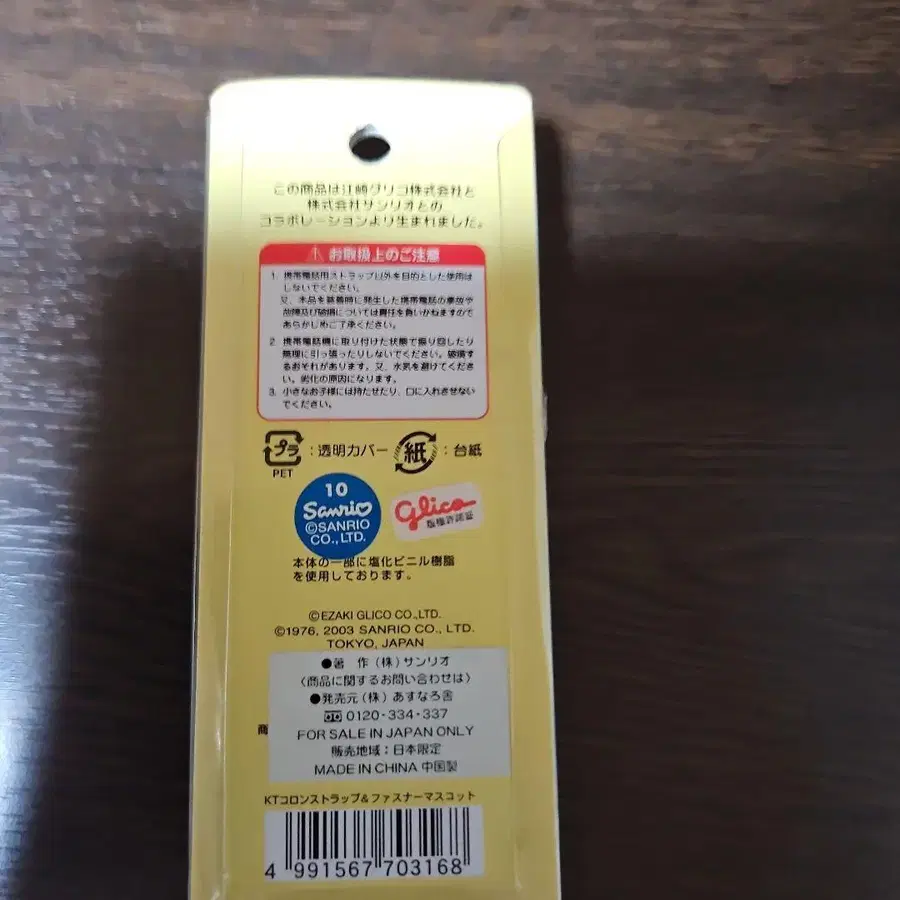 この商品は江崎グリコ株式会社と
株式会社サンリオとの
コラボレーションより生まれました。
お取扱上のご注意
1. 携帯電話用ストラップ以外を目的とした使用は
しないでください。
又、本品を装着時に発生した携帯電話の事故や
故障及び破損については責任を負いかねますので
あらかじめご了承ください。
2. 携帯電話機に取り付けた状態で振り回したり
無理に引っ張ったりしないでください。破損す
るおそれがあります。又、水気を避けてくださ
い。劣化の原因になります。
3. 小さなお子様には持たせたり、口に入れさせない
でください。
プラ : 透明カバー 紙 : 台紙
PET
10
Sanrio
©SANRIO
CO., LTD.
Glico
版権許諾証
本体の一部に塩化ビニル樹脂
を使用しております。
©EZAKI GLICO CO., LTD.
©1976, 2003 SANRIO CO., LTD.
TOKYO, JAPAN
●著 作 (株) サンリオ
〈商品に関するお問い合わせは〉
●発売元 (株) あすなろ舎
0120-334-337
商
FOR SALE IN JAPAN ONLY
販売地域 : 日本限定
MADE IN CHINA 中国製
KTコロンストラップ&ファスナーマスコット
4 991567 703168